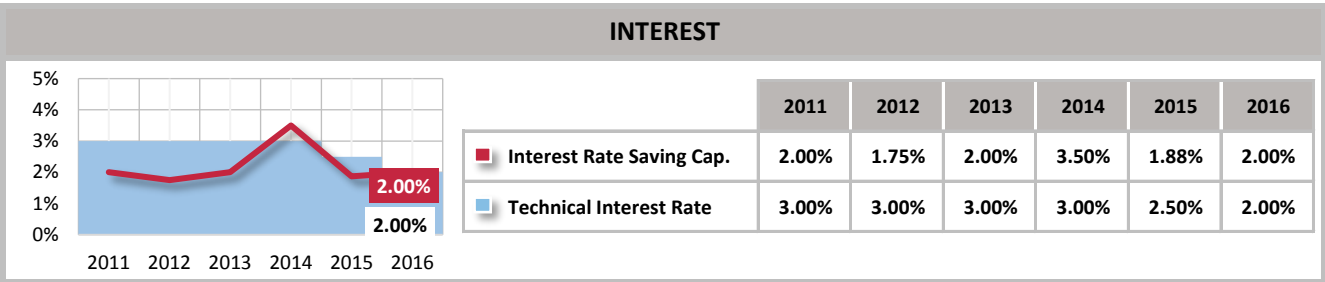 INTEREST
5%
4%
3%
2%
1%
0%
2.00%
2.00%
2011 2012 2013 2014 2015 2016
2011 2012 2013 2014 2015 2016
Interest Rate Saving Cap. 2.00% 1.75% 2.00% 3.50% 1.88% 2.00%
Technical Interest Rate 3.00% 3.00% 3.00% 3.00% 2.50% 2.00%